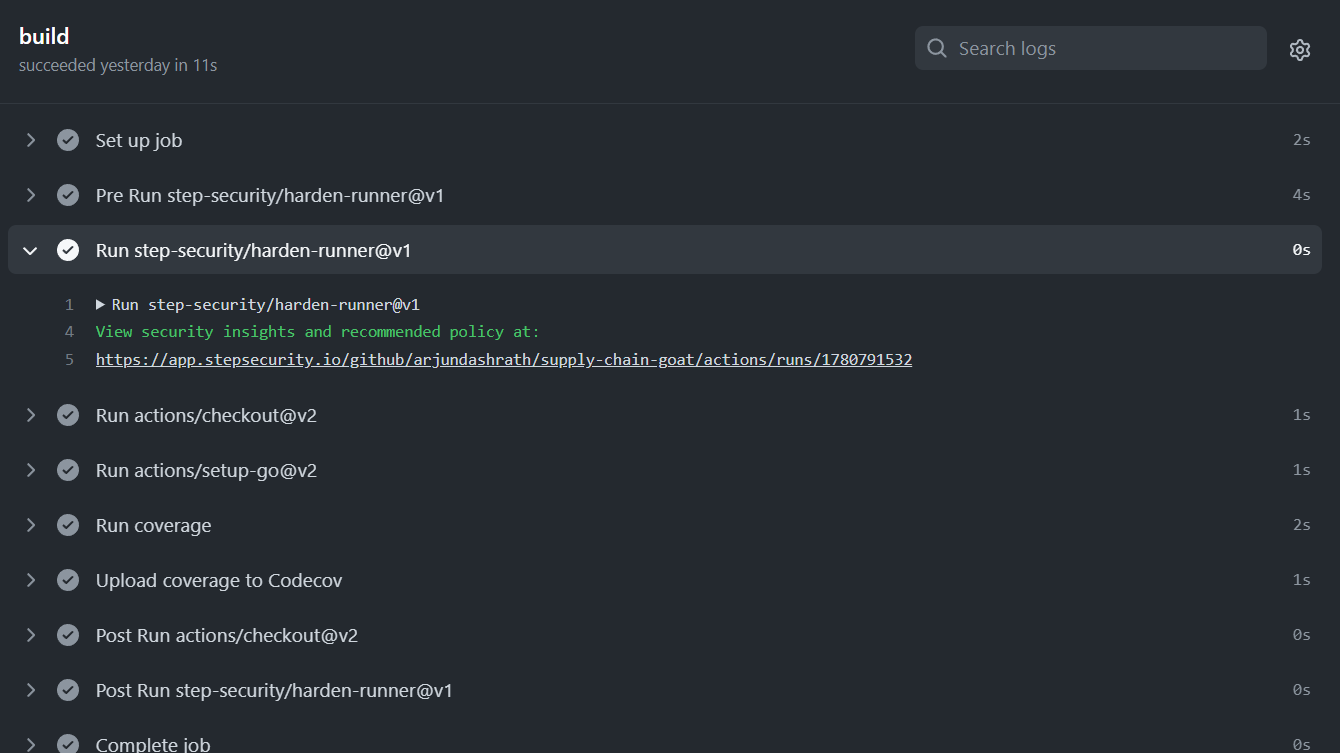 build
succeeded yesterday in 11s
Search logs
Set up job 2s
Pre Run step-security/harden-runner@v1 4s
Run step-security/harden-runner@v1 0s
1 Run step-security/harden-runner@v1
4 View security insights and recommended policy at:
5 https://app.stepsecurity.io/github/arjundashrath/supply-chain-goat/actions/runs/1780791532
Run actions/checkout@v2 1s
Run actions/setup-go@v2 1s
Run coverage 2s
Upload coverage to Codecov 1s
Post Run actions/checkout@v2 0s
Post Run step-security/harden-runner@v1 0s
Complete job 0s